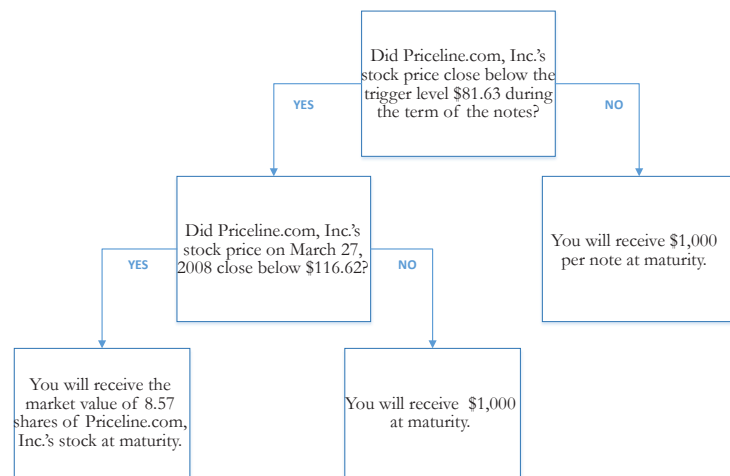 Did Priceline.com, Inc.'s
stock price close below the
trigger level $81.63 during
the term of the notes?
YES
NO
Did Priceline.com, Inc.'s
stock price on March 27,
2008 close below $116.62?
You will receive $1,000
per note at maturity.
YES
NO
You will receive the
market value of 8.57
shares of Priceline.com,
Inc.'s stock at maturity.
You will receive $1,000
at maturity.